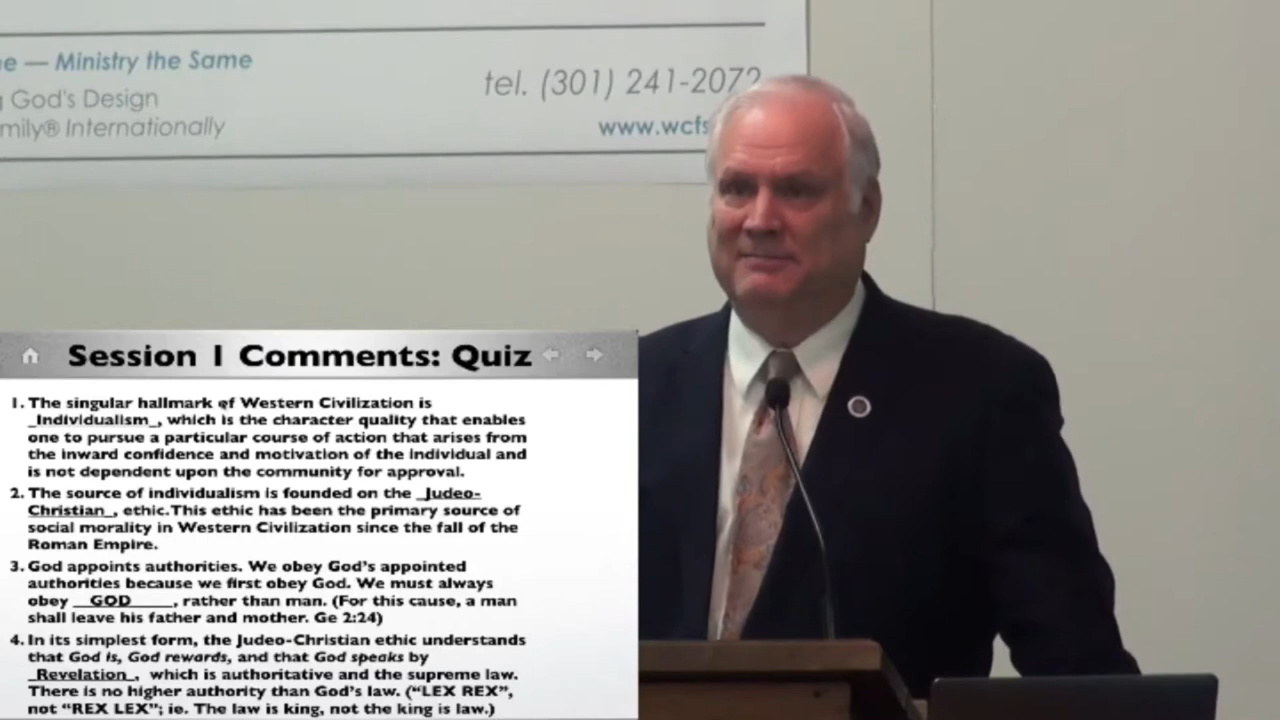 — Ministry the Same
God's Design
Internationally
tel. (301) 241-2072
Session 1 Comments: Quiz
1. The singular hallmark of Western Civilization is
_Individualism_, which is the character quality that enables
one to pursue a particular course of action that arises from
the inward confidence and motivation of the individual and
is not dependent upon the community for approval.
2. The source of individualism is founded on the _Judeo-
Christian_, ethic.This ethic has been the primary source of
social morality in Western Civilization since the fall of the
Roman Empire.
3. God appoints authorities. We obey God's appointed
authorities because we first obey God. We must always
obey __GOD____, rather than man. (For this cause, a man
shall leave his father and mother. Ge 2:24)
4. In its simplest form, the Judeo-Christian ethic understands
that God is, God rewards, and that God speaks by
_Revelation_, which is authoritative and the supreme law.
There is no higher authority than God's law. ("LEX REX",
not "REX LEX"; ie. The law is king, not the king is law.)